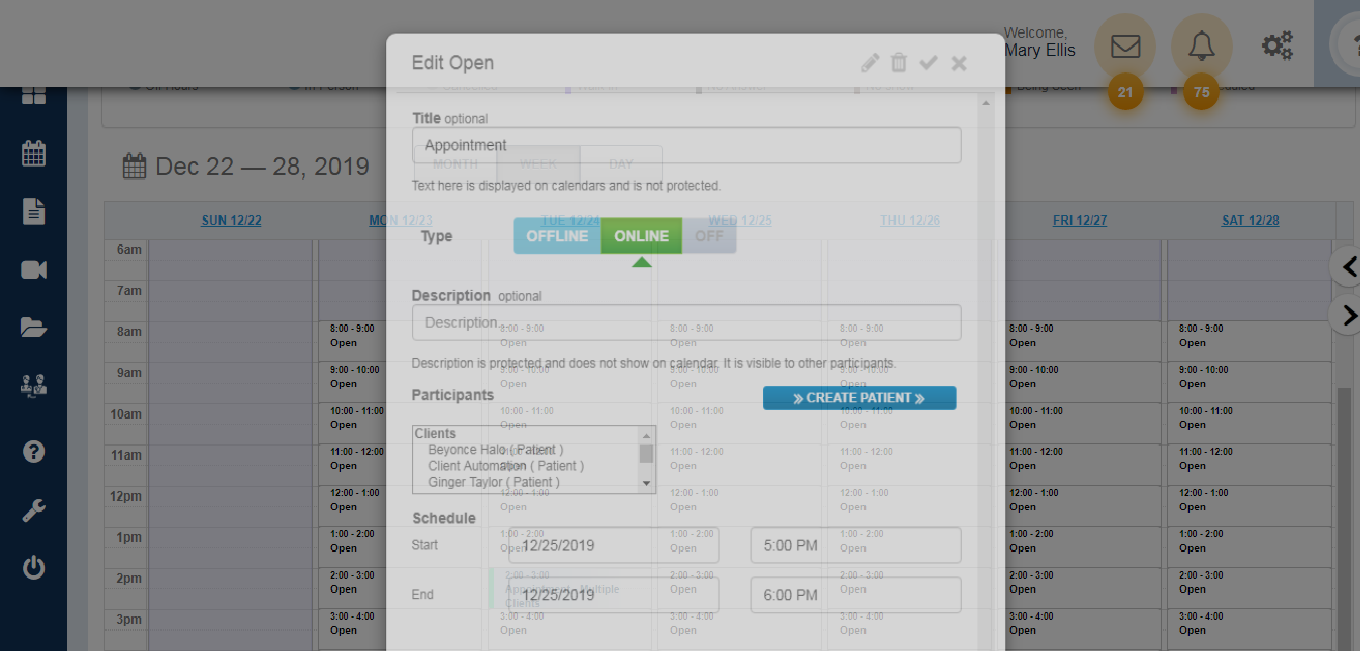 Welcome,
Mary Ellis
21
75
Off Hours
In Person
Being Seen
Edit Open
Title optional
Appointment
MONTH WEEK DAY
Dec 22 — 28, 2019
Text here is displayed on calendars and is not protected.
SUN 12/22 MON 12/23 TUE 12/24 WED 12/25 THU 12/26 FRI 12/27 SAT 12/28
Type OFFLINE ONLINE OFF
6am
7am
Description optional
Description
8am
8:00 - 9:00 8:00 - 9:00 8:00 - 9:00 8:00 - 9:00 8:00 - 9:00 8:00 - 9:00
Open Open Open Open Open Open
Description is protected and does not show on calendar. It is visible to other participants.
9am
9:00 - 10:00 9:00 - 10:00 9:00 - 10:00 9:00 - 10:00 9:00 - 10:00 9:00 - 10:00
Open Open Open Open Open Open
Participants
CREATE PATIENT
10am
10:00 - 11:00 10:00 - 11:00 10:00 - 11:00 10:00 - 11:00 10:00 - 11:00 10:00 - 11:00
Open Open Open Open Open Open
Clients
Beyonce Halo ( Patient )
Client Automation ( Patient )
Ginger Taylor ( Patient )
11am
11:00 - 12:00 11:00 - 12:00 11:00 - 12:00 11:00 - 12:00 11:00 - 12:00
Open Open Open Open Open
12pm
12:00 - 1:00 12:00 - 1:00 12:00 - 1:00 12:00 - 1:00 12:00 - 1:00 12:00 - 1:00
Open Open Open Open Open Open
Schedule
1pm
1:00 - 2:00 1:00 - 2:00 1:00 - 2:00 1:00 - 2:00 1:00 - 2:00 1:00 - 2:00
Open Open Open Open Open Open
Start 12/25/2019 5:00 PM
2pm
2:00 - 3:00 2:00 - 3:00 2:00 - 3:00 2:00 - 3:00 2:00 - 3:00 2:00 - 3:00
Open Appointment - Multiple Open Open Open Open
Clients
End 12/25/2019 6:00 PM
3pm
3:00 - 4:00 3:00 - 4:00 3:00 - 4:00 3:00 - 4:00 3:00 - 4:00 3:00 - 4:00
Open Open Open Open Open Open